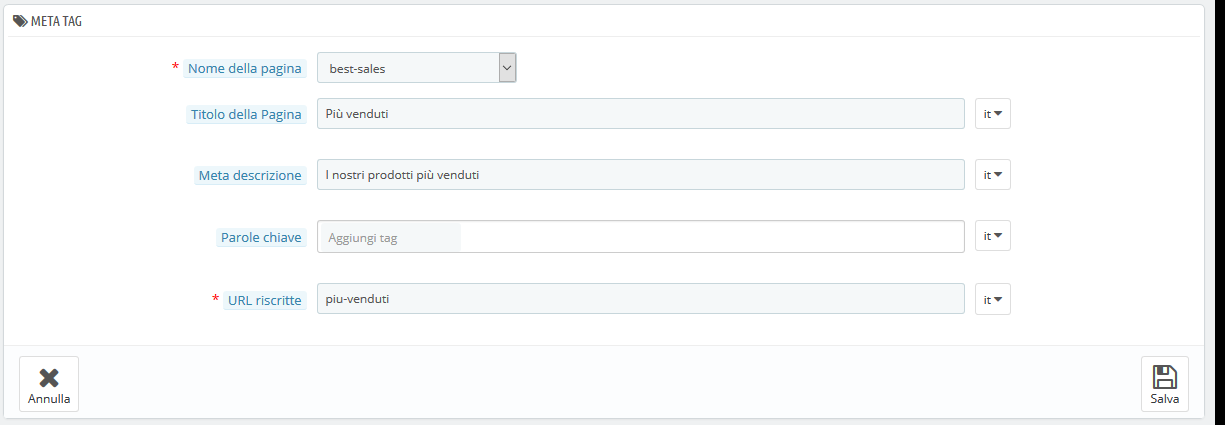 META TAG
* Nome della pagina best-sales
Titolo della Pagina Più venduti it
Meta descrizione I nostri prodotti più venduti it
Parole chiave Aggiungi tag it
* URL riscritte piu-venduti it
Annulla Salva